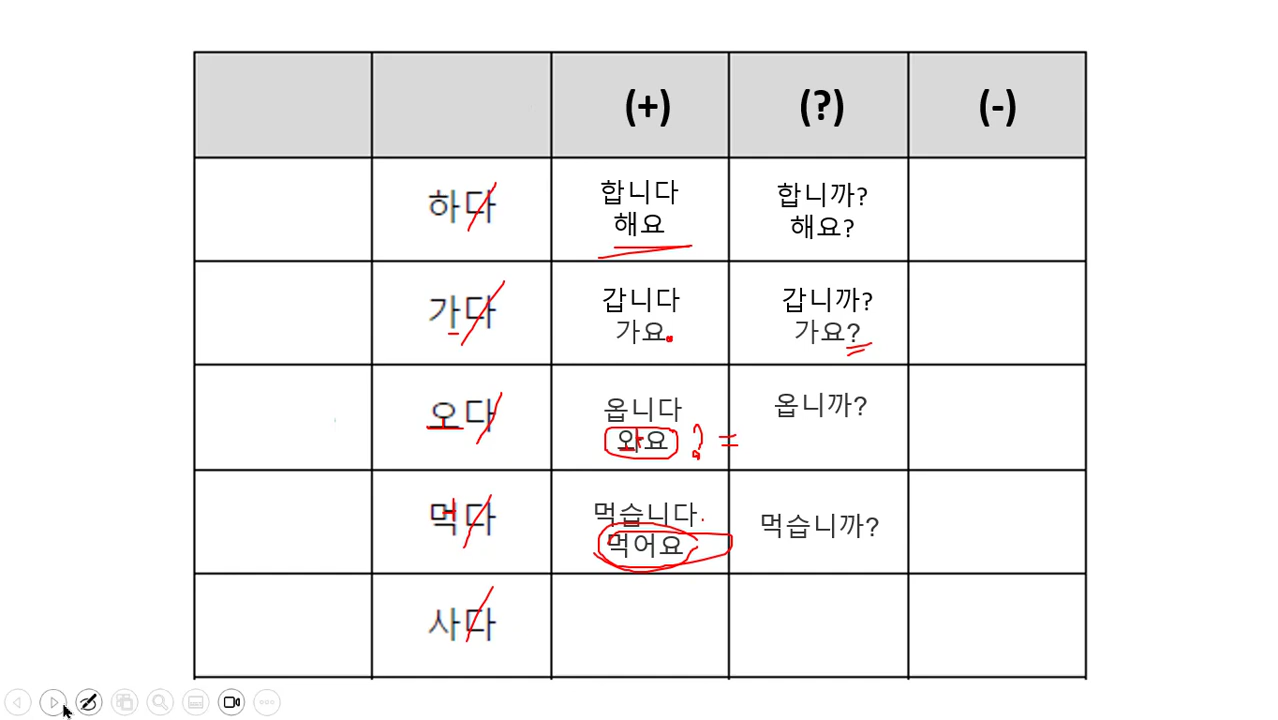 (+)
(?)
(-)
하다
합니다
해요
합니까?
해요?
가다
갑니다
가요.
갑니까?
가요?
오다
옵니다
와요 ? =
옵니까?
먹다
먹습니다.
먹어요
먹습니까?
사다